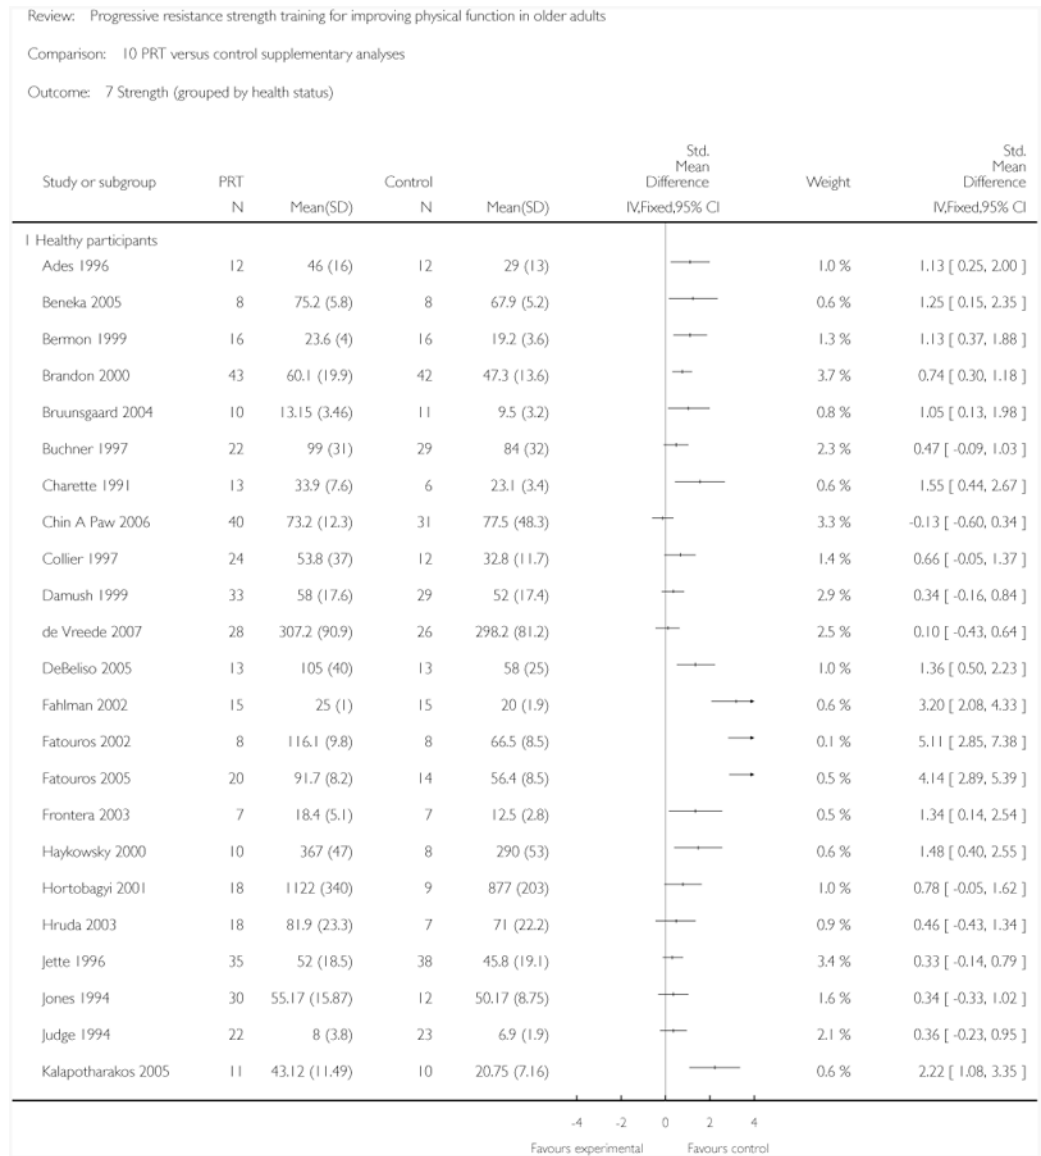 Review: Progressive resistance strength training for improving physical function in older adults
Comparison: 10 PRT versus control supplementary analyses
Outcome: 7 Strength (grouped by health status)
Study or subgroup PRT Control Std. Mean Difference Weight Std. Mean Difference
N Mean(SD) N Mean(SD) IV,Fixed,95% CI IV,Fixed,95% CI
1 Healthy participants
Ades 1996 12 46 (16) 12 29 (13) 1.0 % 1.13 [ 0.25, 2.00 ]
Beneka 2005 8 75.2 (5.8) 8 67.9 (5.2) 0.6 % 1.25 [ 0.15, 2.35 ]
Bermon 1999 16 23.6 (4) 16 19.2 (3.6) 1.3 % 1.13 [ 0.37, 1.88 ]
Brandon 2000 43 60.1 (19.9) 42 47.3 (13.6) 3.7 % 0.74 [ 0.30, 1.18 ]
Bruunsgaard 2004 10 13.15 (3.46) 11 9.5 (3.2) 0.8 % 1.05 [ 0.13, 1.98 ]
Buchner 1997 22 99 (31) 29 84 (32) 2.3 % 0.47 [ -0.09, 1.03 ]
Charette 1991 13 33.9 (7.6) 6 23.1 (3.4) 0.6 % 1.55 [ 0.44, 2.67 ]
Chin A Paw 2006 40 73.2 (12.3) 31 77.5 (48.3) 3.3 % -0.13 [ -0.60, 0.34 ]
Collier 1997 24 53.8 (37) 12 32.8 (11.7) 1.4 % 0.66 [ -0.05, 1.37 ]
Damush 1999 33 58 (17.6) 29 52 (17.4) 2.9 % 0.34 [ -0.16, 0.84 ]
de Vreede 2007 28 307.2 (90.9) 26 298.2 (81.2) 2.5 % 0.10 [ -0.43, 0.64 ]
DeBeliso 2005 13 105 (40) 13 58 (25) 1.0 % 1.36 [ 0.50, 2.23 ]
Fahlman 2002 15 25 (1) 15 20 (1.9) 0.6 % 3.20 [ 2.08, 4.33 ]
Fatouros 2002 8 116.1 (9.8) 8 66.5 (8.5) 0.1 % 5.11 [ 2.85, 7.38 ]
Fatouros 2005 20 91.7 (8.2) 14 56.4 (8.5) 0.5 % 4.14 [ 2.89, 5.39 ]
Frontera 2003 7 18.4 (5.1) 7 12.5 (2.8) 0.5 % 1.34 [ 0.14, 2.54 ]
Haykowsky 2000 10 367 (47) 8 290 (53) 0.6 % 1.48 [ 0.40, 2.55 ]
Hortobagyi 2001 18 1122 (340) 9 877 (203) 1.0 % 0.78 [ -0.05, 1.62 ]
Hruda 2003 18 81.9 (23.3) 7 71 (22.2) 0.9 % 0.46 [ -0.43, 1.34 ]
Jette 1996 35 52 (18.5) 38 45.8 (19.1) 3.4 % 0.33 [ -0.14, 0.79 ]
Jones 1994 30 55.17 (15.87) 12 50.17 (8.75) 1.6 % 0.34 [ -0.33, 1.02 ]
Judge 1994 22 8 (3.8) 23 6.9 (1.9) 2.1 % 0.36 [ -0.23, 0.95 ]
Kalapotharakos 2005 11 43.12 (11.49) 10 20.75 (7.16) 0.6 % 2.22 [ 1.08, 3.35 ]
-4 -2 0 2 4
Favours experimental Favours control